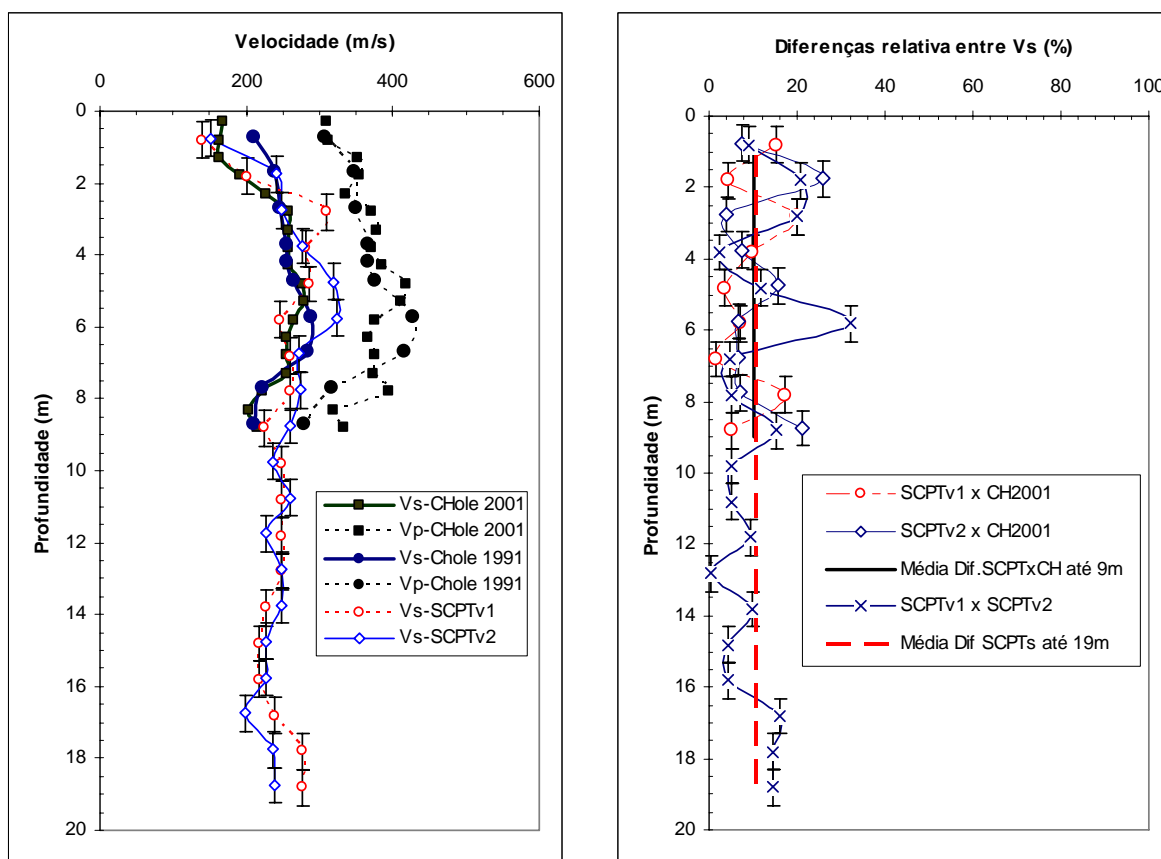 Velocidade (m/s)
0 200 400 600
0
2
4
6
8
10
12
14
16
18
20
Profundidade (m)
Vs-CHole 2001
Vp-CHole 2001
Vs-Chole 1991
Vp-Chole 1991
Vs-SCPTv1
Vs-SCPTv2
Diferenças relativa entre Vs (%)
0 20 40 60 80 100
0
2
4
6
8
10
12
14
16
18
20
Profundidade (m)
SCPTv1 x CH2001
SCPTv2 x CH2001
Média Dif.SCPTxCH até 9m
SCPTv1 x SCPTv2
Média Dif SCPTs até 19m